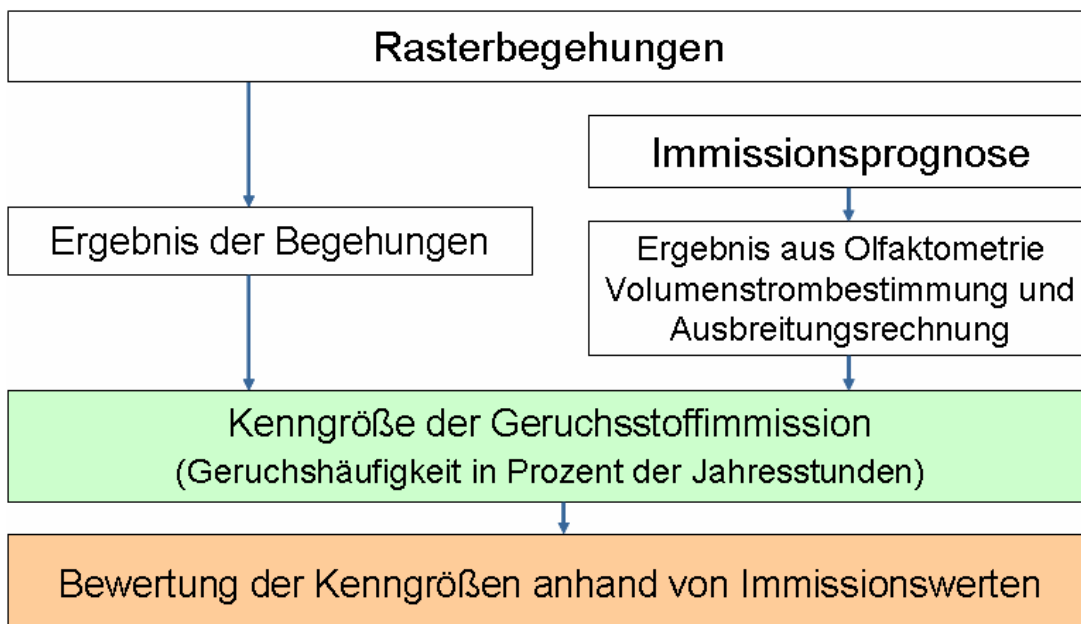 Rasterbegehungen
Immissionsprognose
Ergebnis der Begehungen
Ergebnis aus Olfaktometrie
Volumenstrombestimmung und
Ausbreitungsrechnung
Kenngröße der Geruchsstoffimmission
(Geruchshäufigkeit in Prozent der Jahresstunden)
Bewertung der Kenngrößen anhand von Immissionswerten